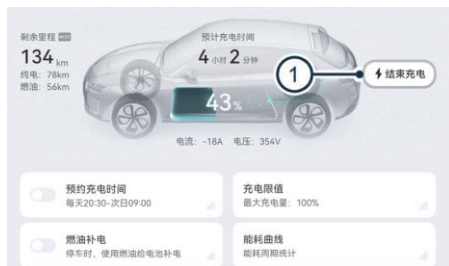 剩余里程
134 km
纯电: 78km
燃油: 56km
预计充电时间
4 小时 2 分钟
1
结束充电
43%
电流: -18A 电压: 354V
预约充电时间
每天20:30-次日09:00
充电限值
最大充电量: 100%
燃油补电
停车时，使用燃油给电池补电
能耗曲线
能耗周期统计